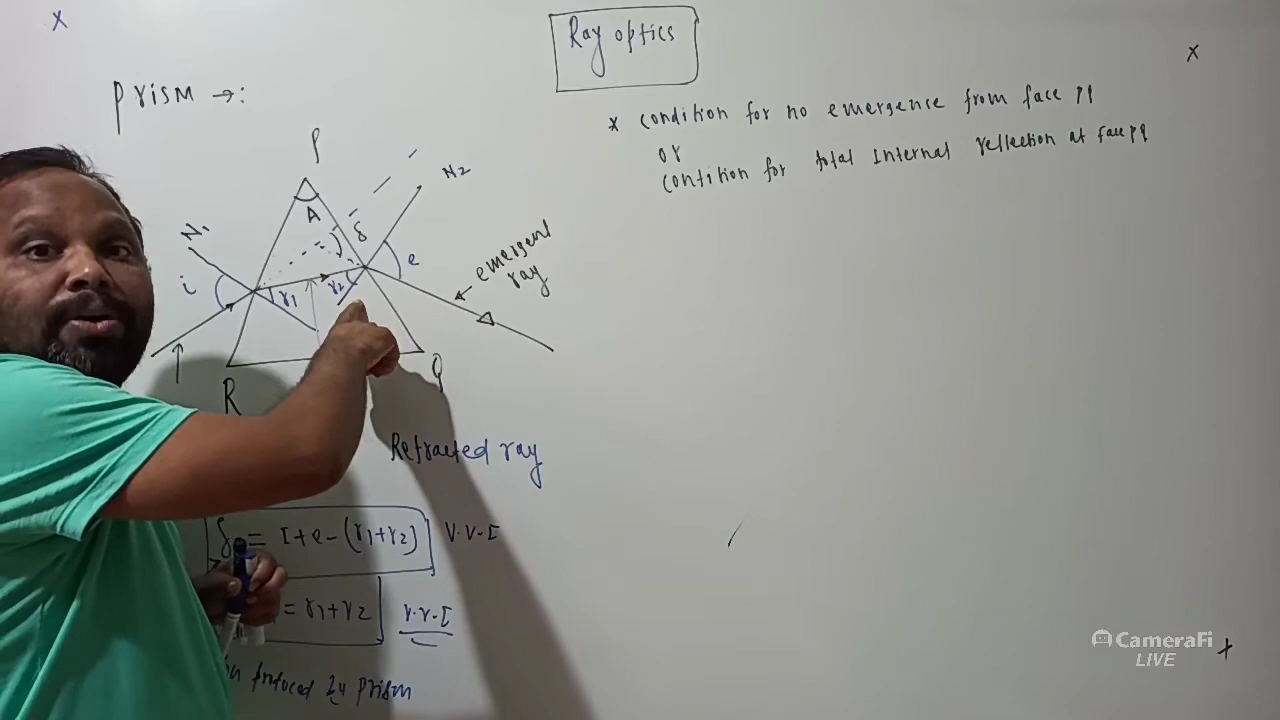 x
Ray optics
x
Prism →:
* condition for no emergence from face PQ
or
contition for total Internal reflection at face PQ
P
N2
A
δ
N1
i
r1
r2
e
emergent
ray
R
Q
Refracted ray
δ = I+e-(r1+r2) V.V-I
= r1+r2 V.V-I
produced by Prism
CameraFi
LIVE
+